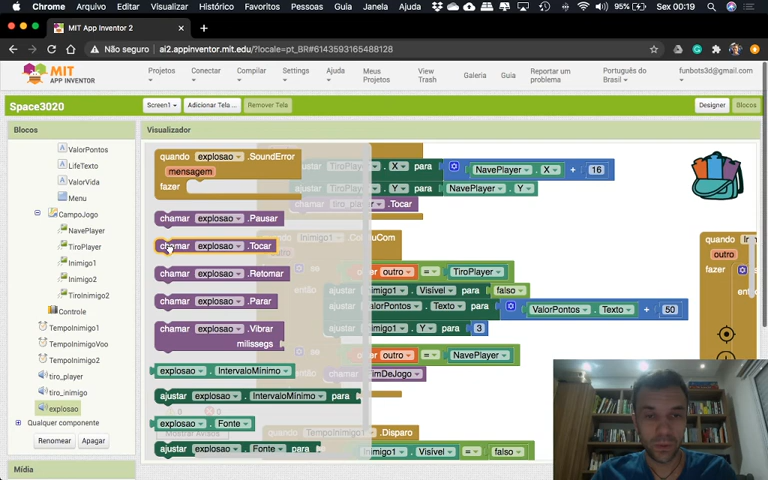 Chrome Arquivo Editar Visualizar Histórico Favoritos Pessoas Guia Janela Ajuda 95% Sex 00:19
MIT App Inventor 2
Não seguro ai2.appinventor.mit.edu/?locale=pt_BR#6143593165488128
MIT APP INVENTOR
Projetos Conectar Compilar Settings Ajuda Meus Projetos View Trash Galeria Guia Reportar um problema Português do Brasil funbots3d@gmail.com
Space3020 Screen1 Adicionar Tela ... Remover Tela Designer Blocos
Blocos
Visualizador
ValorPontos
LifeTexto
ValorVida
Menu
CampoJogo
NavePlayer
TiroPlayer
Inimigo1
Inimigo2
TiroInimigo2
Controle
TempoInimigo1
TempoInimigoVoo
TempoInimigo2
tiro_player
tiro_inimigo
explosao
Qualquer componente
Renomear Apagar
Mídia
quando explosao .SoundError
mensagem
fazer
chamar explosao .Pausar
chamar explosao .Tocar
chamar explosao .Retomar
chamar explosao .Parar
chamar explosao .Vibrar
milissegs
explosao . IntervaloMínimo
ajustar explosao . IntervaloMínimo para
explosao . Fonte
ajustar explosao . Fonte para
X para NavePlayer . X + 16
Y para NavePlayer . Y
.Tocar
outro = TiroPlayer
então Visível para falso
Texto para ValorPontos . Texto + 50
Y para 3
outro = NavePlayer
Mostrar Avisos
quando TempoInimigo1 .Disparo
Inimigo1 . Visível = falso
quando
outro
fazer